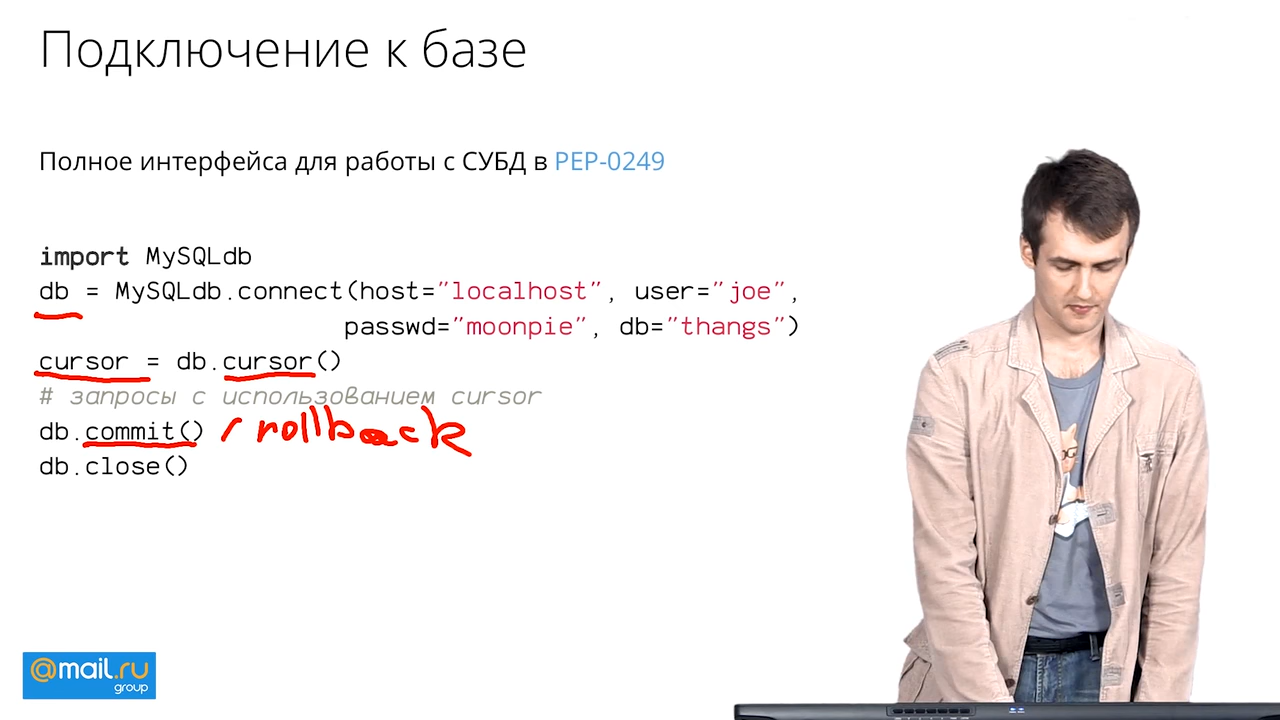 Подключение к базе
Полное интерфейса для работы с СУБД в PEP-0249
import MySQLdb
db = MySQLdb.connect(host="localhost", user="joe",
passwd="moonpie", db="thangs")
cursor = db.cursor()
# запросы с использованием cursor
db.commit() / rollback
db.close()
@mail.ru
group